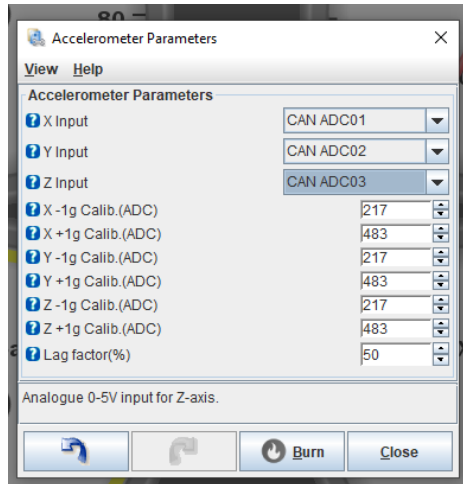 80
Accelerometer Parameters
View Help
Accelerometer Parameters
X Input CAN ADC01
Y Input CAN ADC02
Z Input CAN ADC03
X -1g Calib.(ADC) 217
X +1g Calib.(ADC) 483
Y -1g Calib.(ADC) 217
Y +1g Calib.(ADC) 483
Z -1g Calib.(ADC) 217
Z +1g Calib.(ADC) 483
Lag factor(%) 50
Analogue 0-5V input for Z-axis.
Burn Close